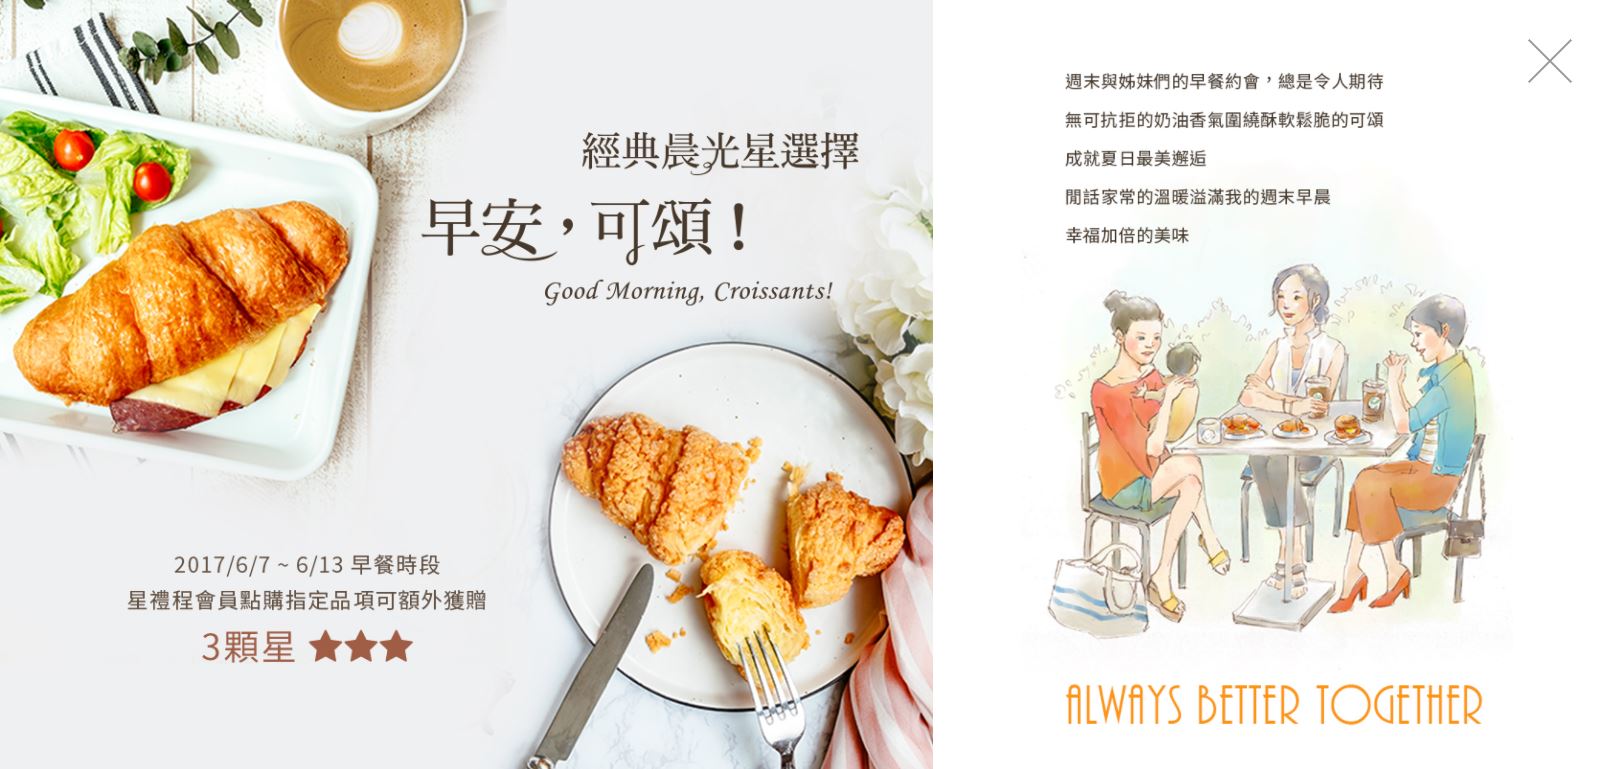 經典晨光星選擇
早安，可頌！
Good Morning, Croissants!
2017/6/7 ~ 6/13 早餐時段
星禮程會員點購指定品項可額外獲贈
3顆星 ★★★
週末與姊妹們的早餐約會，總是令人期待
無可抗拒的奶油香氣圍繞酥軟鬆脆的可頌
成就夏日最美邂逅
閒話家常的溫暖溢滿我的週末早晨
幸福加倍的美味
ALWAYS BETTER TOGETHER